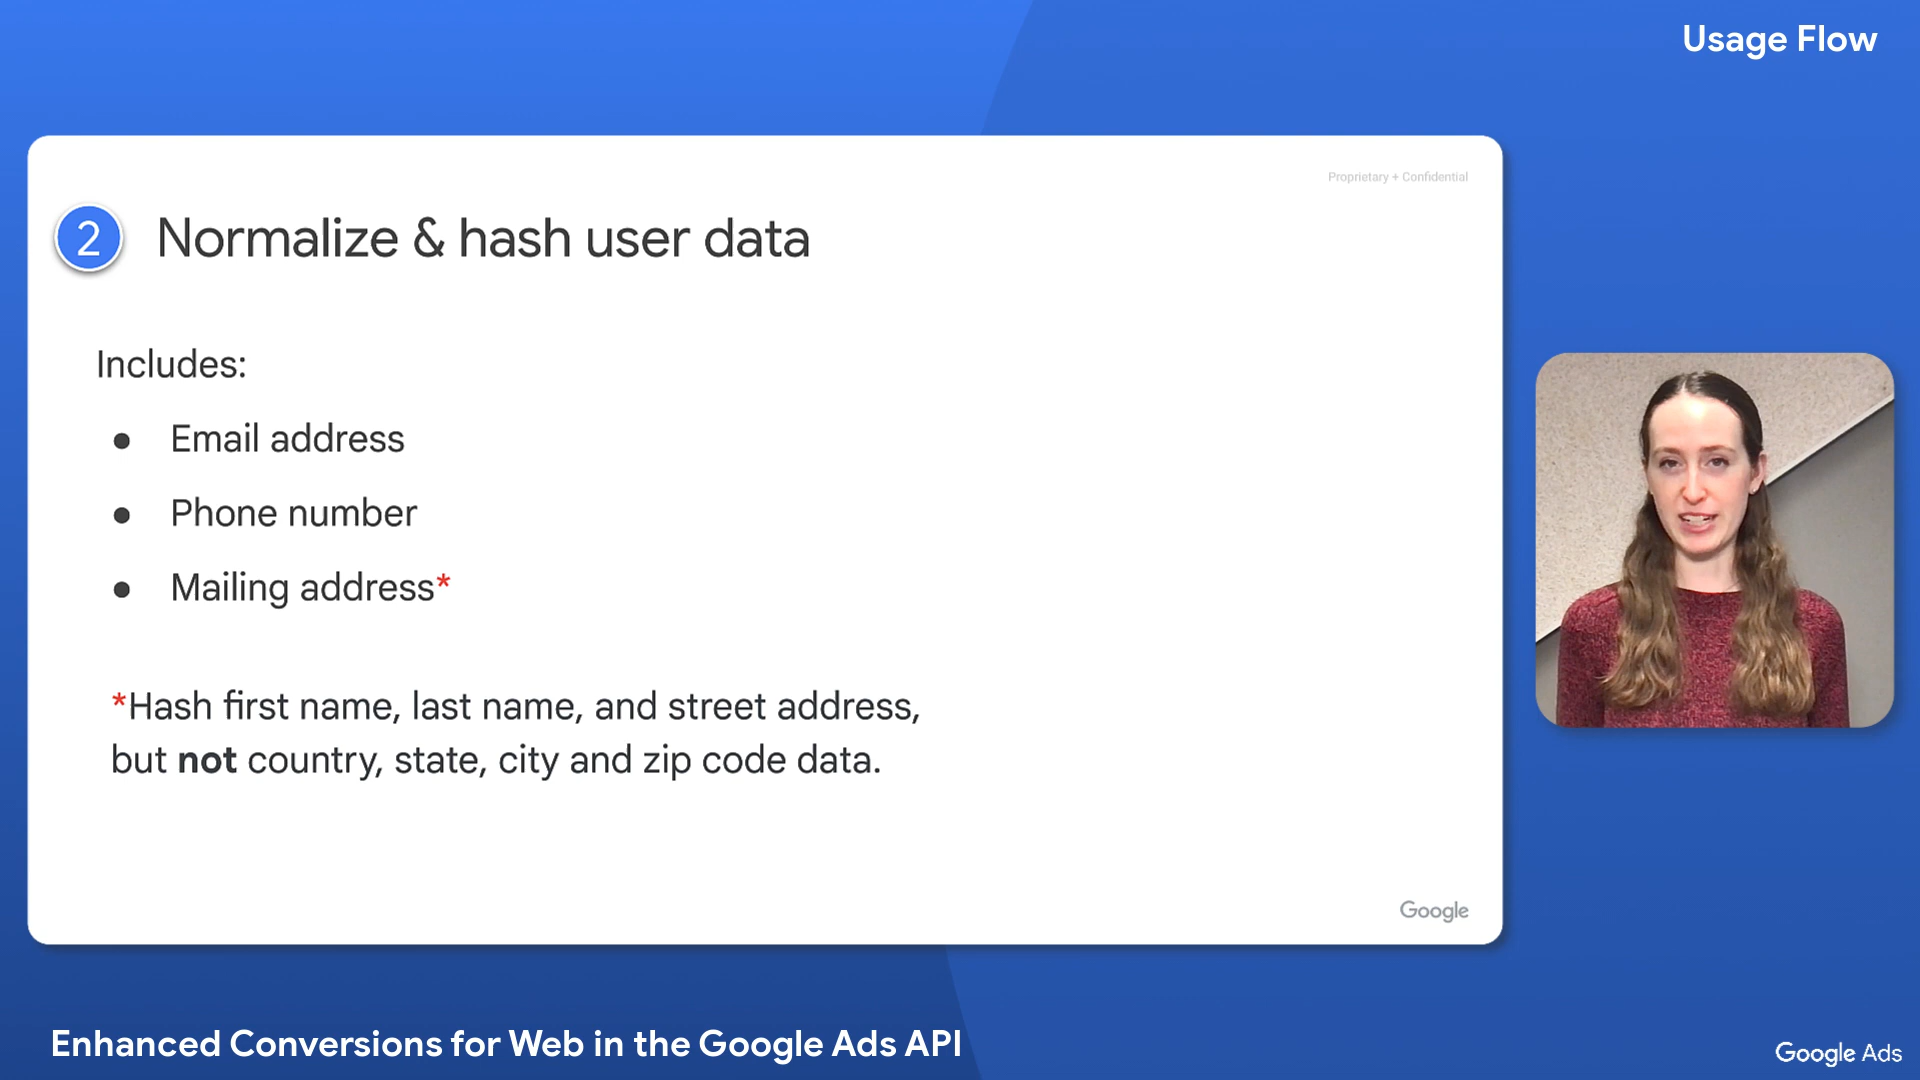 Usage Flow
Proprietary + Confidential
2 Normalize & hash user data
Includes:
● Email address
● Phone number
● Mailing address*
*Hash first name, last name, and street address,
but not country, state, city and zip code data.
Google
Enhanced Conversions for Web in the Google Ads API
Google Ads